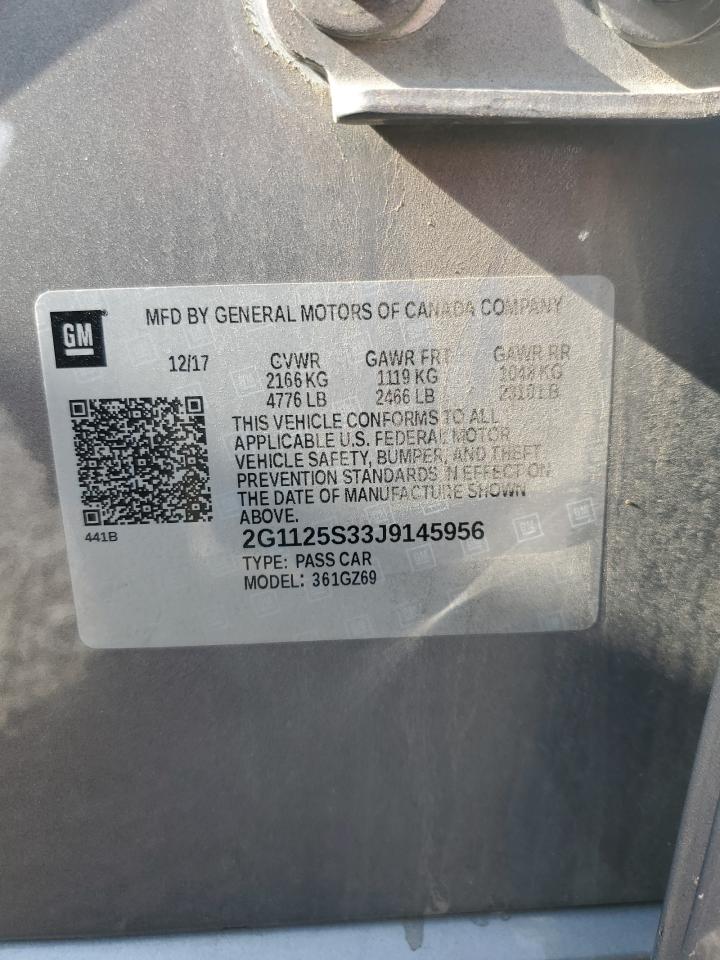 GM
MFD BY GENERAL MOTORS OF CANADA COMPANY
12/17 GVWR GAWR FRT GAWR RR
2166 KG 1119 KG 1048 KG
4776 LB 2466 LB 2310 LB
THIS VEHICLE CONFORMS TO ALL
APPLICABLE U.S. FEDERAL MOTOR
VEHICLE SAFETY, BUMPER, AND THEFT
PREVENTION STANDARDS IN EFFECT ON
THE DATE OF MANUFACTURE SHOWN
ABOVE.
441B
2G1125S33J9145956
TYPE: PASS CAR
MODEL: 361GZ69